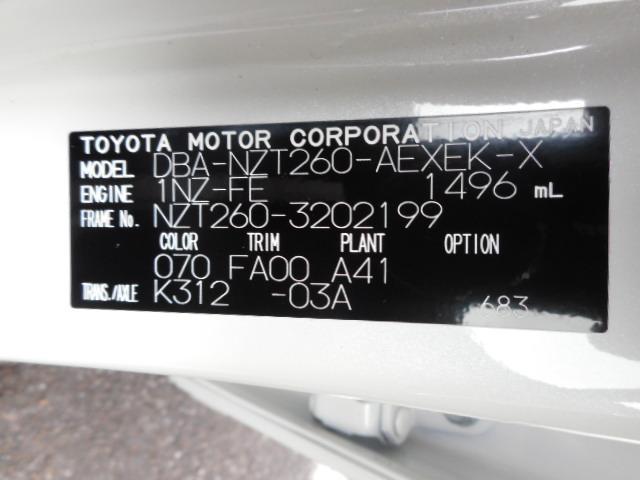 TOYOTA MOTOR CORPORATION JAPAN
MODEL DBA-NZT260-AEXEK-X
ENGINE 1NZ-FE 1496 mL
FRAME No. NZT260-3202199
COLOR TRIM PLANT OPTION
070 FA00 A41
TRANS./AXLE K312 -03A 683